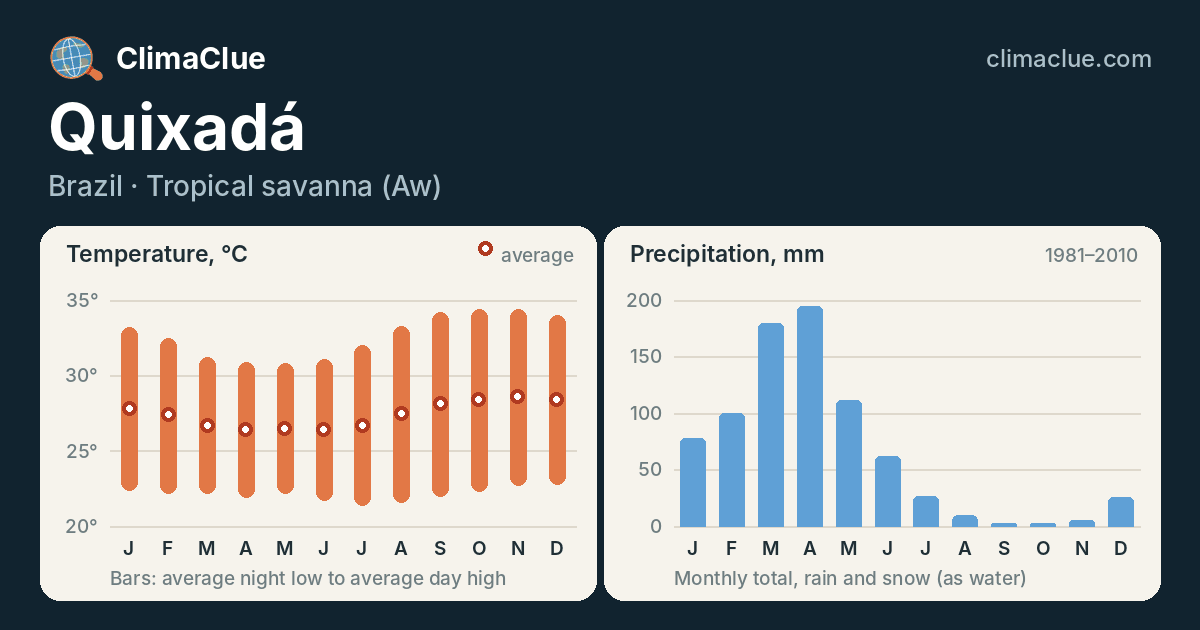 ClimaClue
climaclue.com
Quixadá
Brazil · Tropical savanna (Aw)
Temperature, °C
average
35°
30°
25°
20°
J F M A M J J A S O N D
Bars: average night low to average day high
Precipitation, mm
1981–2010
200
150
100
50
0
J F M A M J J A S O N D
Monthly total, rain and snow (as water)